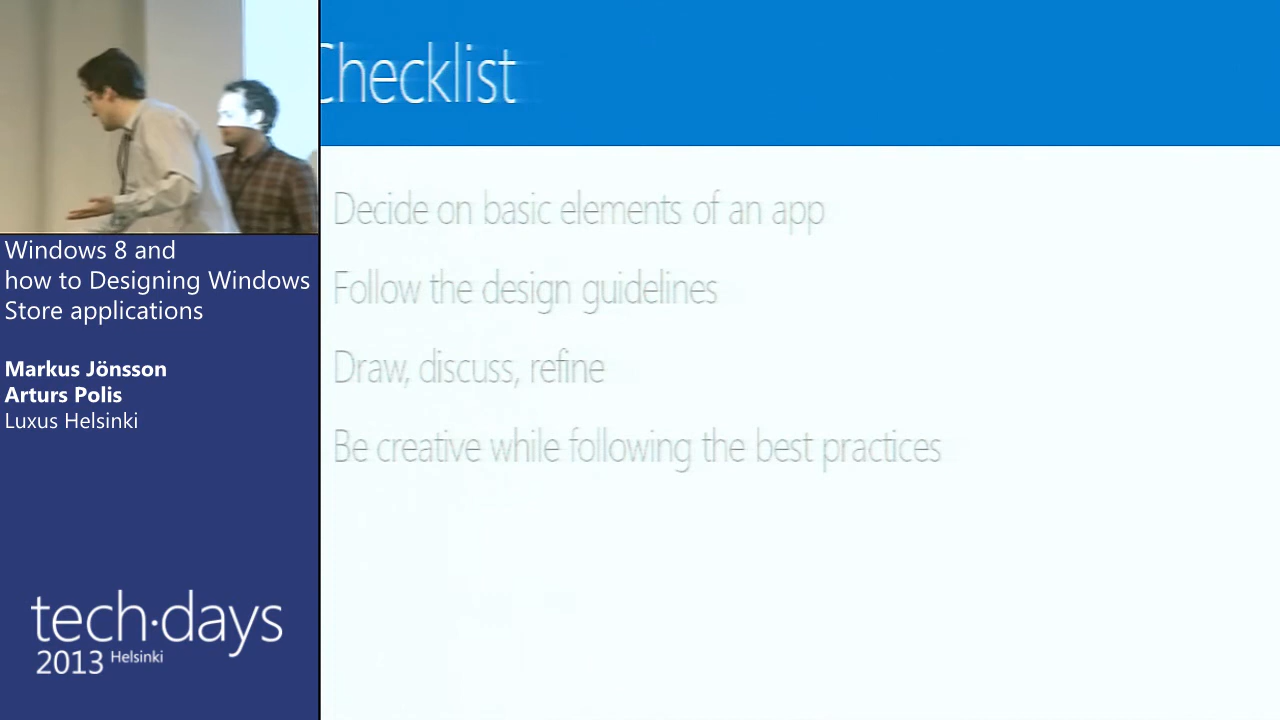 Checklist
Decide on basic elements of an app
Follow the design guidelines
Draw, discuss, refine
Be creative while following the best practices
Windows 8 and
how to Designing Windows
Store applications
Markus Jönsson
Arturs Polis
Luxus Helsinki
tech·days
2013 Helsinki